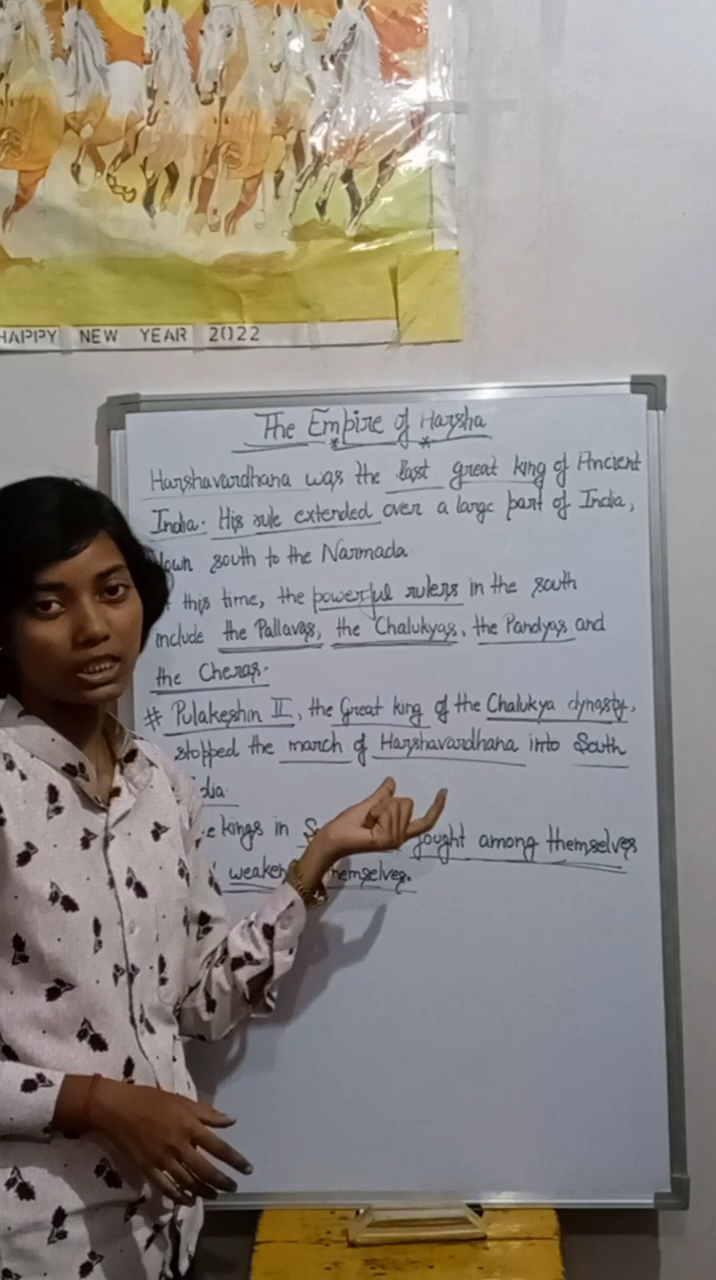 HAPPY NEW YEAR 2022
The Empire of Harsha
Harshavardhana was the last great king of Ancient
India. His rule extended over a large part of India,
down south to the Narmada
this time, the powerful rulers in the south
include the Pallavas, the Chalukyas, the Pandyas and
the Cheras.
# Pulakeshin II, the Great king of the Chalukya dynasty,
stopped the march of Harshavardhana into South
dia
kings in fought among themselves
weaken themselves.